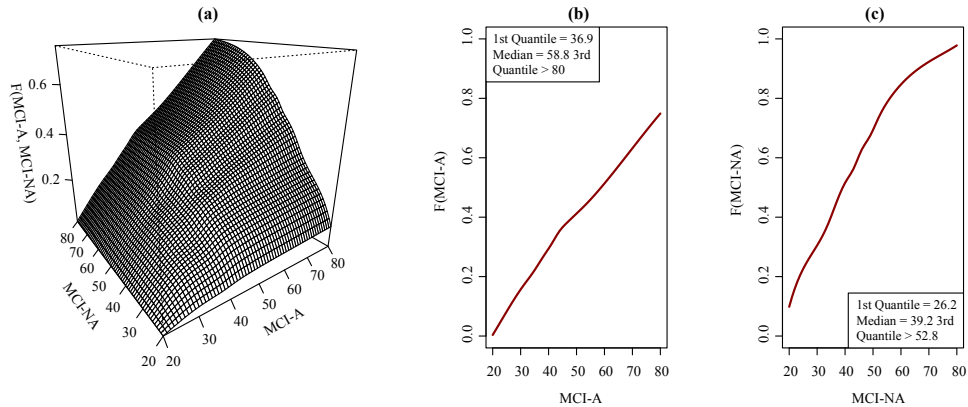 (a)
F(MCI-A, MCI-NA)
0.6
0.4
0.2
80
70
60
50
40
30
20
MCI-NA
20
30
40
50
60
70
80
MCI-A
(b)
1st Quantile = 36.9
Median = 58.8 3rd
Quantile > 80
F(MCI-A)
1.0
0.8
0.6
0.4
0.2
0.0
20 30 40 50 60 70 80
MCI-A
(c)
F(MCI-NA)
1.0
0.8
0.6
0.4
0.2
0.0
1st Quantile = 26.2
Median = 39.2 3rd
Quantile > 52.8
20 30 40 50 60 70 80
MCI-NA